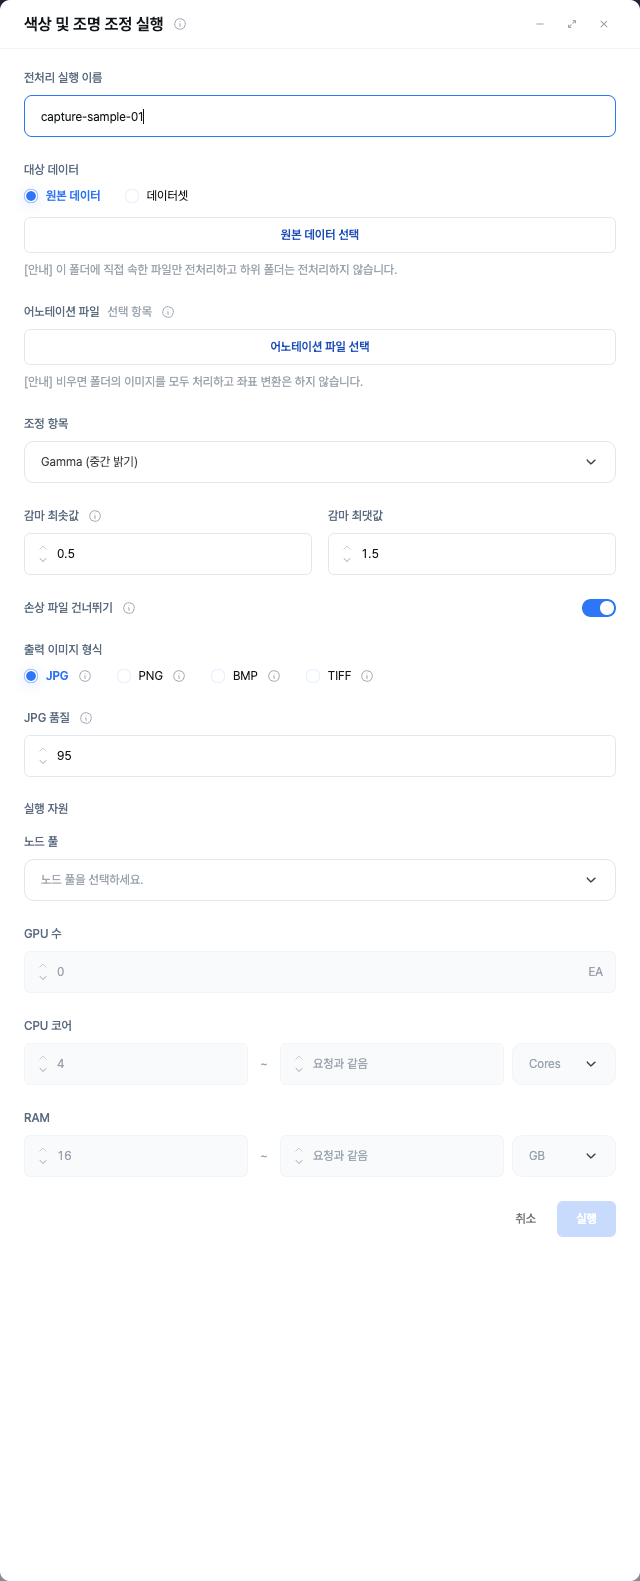 색상 및 조명 조정 실행
전처리 실행 이름
capture-sample-01
대상 데이터
원본 데이터 데이터셋
원본 데이터 선택
[안내] 이 폴더에 직접 속한 파일만 전처리하고 하위 폴더는 전처리하지 않습니다.
어노테이션 파일 선택 항목
어노테이션 파일 선택
[안내] 비우면 폴더의 이미지를 모두 처리하고 좌표 변환은 하지 않습니다.
조정 항목
Gamma (중간 밝기)
감마 최솟값 감마 최댓값
0.5 1.5
손상 파일 건너뛰기
출력 이미지 형식
JPG PNG BMP TIFF
JPG 품질
95
실행 자원
노드 풀
노드 풀을 선택하세요.
GPU 수
0 EA
CPU 코어
4 ~ 요청과 같음 Cores
RAM
16 ~ 요청과 같음 GB
취소 실행